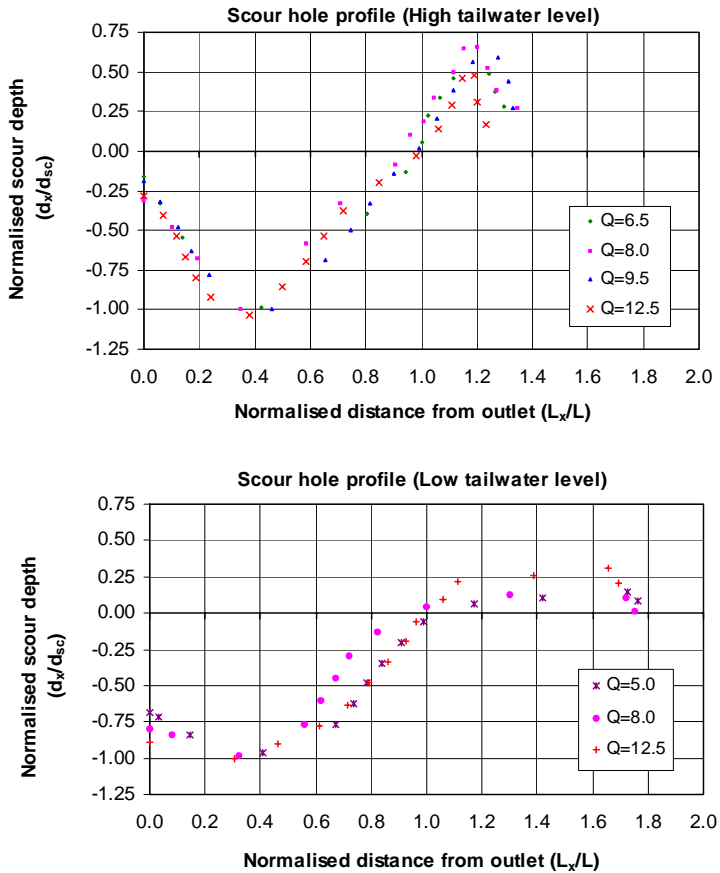 Scour hole profile (High tailwater level)
Normalised scour depth
(dx/dsc)
0.75
0.50
0.25
0.00
-0.25
-0.50
-0.75
-1.00
-1.25
Q=6.5
Q=8.0
Q=9.5
Q=12.5
0.0 0.2 0.4 0.6 0.8 1.0 1.2 1.4 1.6 1.8 2.0
Normalised distance from outlet (Lx/L)
Scour hole profile (Low tailwater level)
Normalised scour depth
(dx/dsc)
0.75
0.50
0.25
0.00
-0.25
-0.50
-0.75
-1.00
-1.25
Q=5.0
Q=8.0
Q=12.5
0.0 0.2 0.4 0.6 0.8 1.0 1.2 1.4 1.6 1.8 2.0
Normalised distance from outlet (Lx/L)